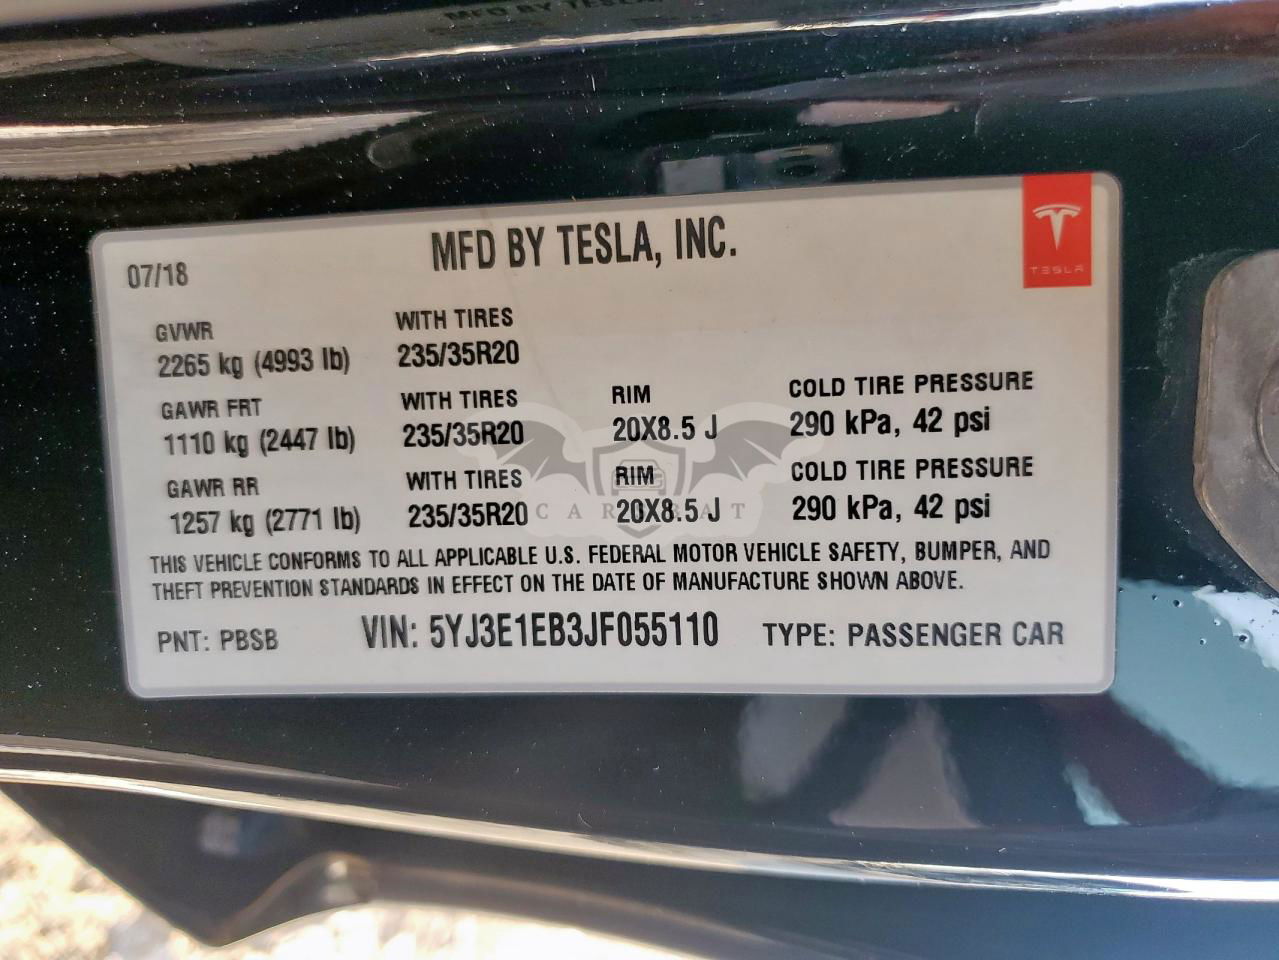 MFD BY TESLA, INC.
07/18
TESLA
GVWR WITH TIRES
2265 kg (4993 lb) 235/35R20
GAWR FRT WITH TIRES RIM COLD TIRE PRESSURE
1110 kg (2447 lb) 235/35R20 20X8.5 J 290 kPa, 42 psi
GAWR RR WITH TIRES RIM COLD TIRE PRESSURE
1257 kg (2771 lb) 235/35R20 20X8.5 J 290 kPa, 42 psi
CARSBAT
THIS VEHICLE CONFORMS TO ALL APPLICABLE U.S. FEDERAL MOTOR VEHICLE SAFETY, BUMPER, AND
THEFT PREVENTION STANDARDS IN EFFECT ON THE DATE OF MANUFACTURE SHOWN ABOVE.
PNT: PBSB VIN: 5YJ3E1EB3JF055110 TYPE: PASSENGER CAR